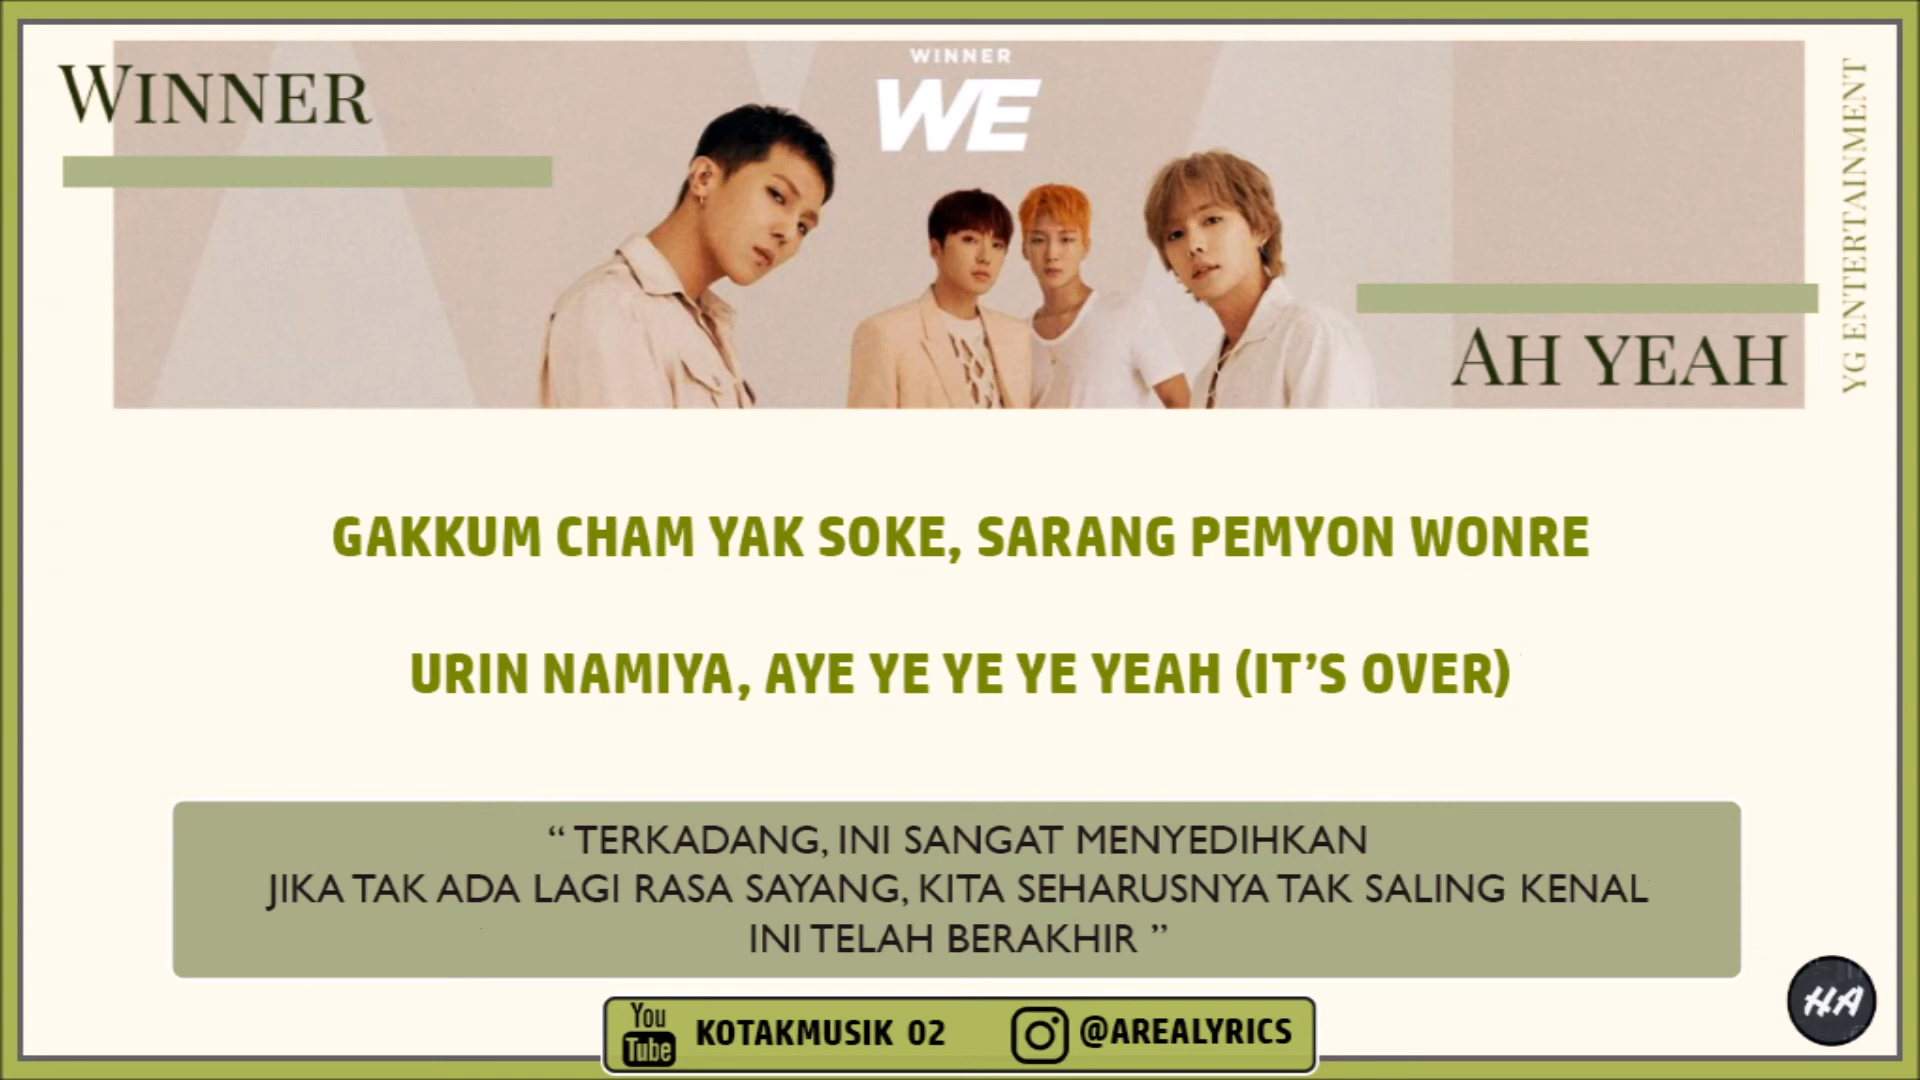 WINNER
WINNER
WE
YG ENTERTAINMENT
AH YEAH
GAKKUM CHAM YAK SOKE, SARANG PEMYON WONRE
URIN NAMIYA, AYE YE YE YE YEAH (IT’S OVER)
“ TERKADANG, INI SANGAT MENYEDIHKAN
JIKA TAK ADA LAGI RASA SAYANG, KITA SEHARUSNYA TAK SALING KENAL
INI TELAH BERAKHIR ”
HA
You Tube KOTAKMUSIK 02 @AREALYRICS